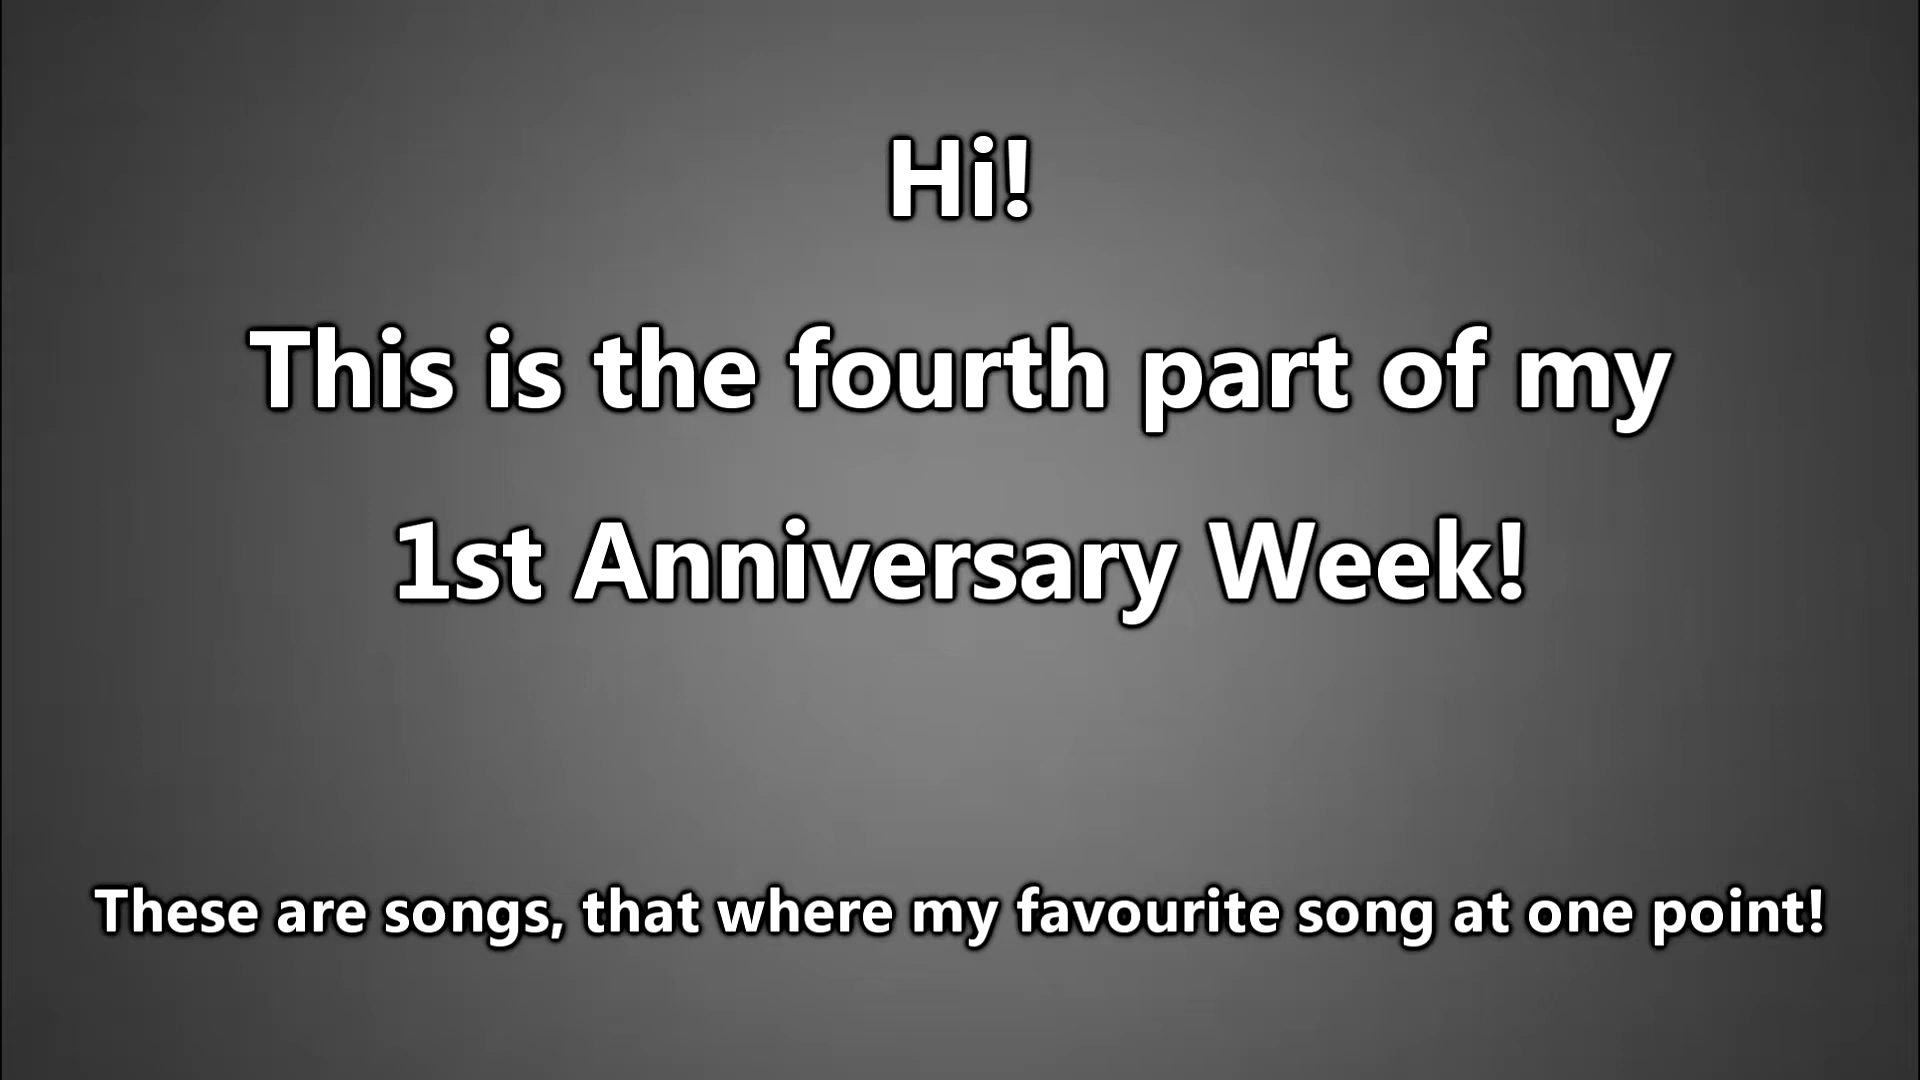 Hi!
This is the fourth part of my
1st Anniversary Week!
These are songs, that where my favourite song at one point!